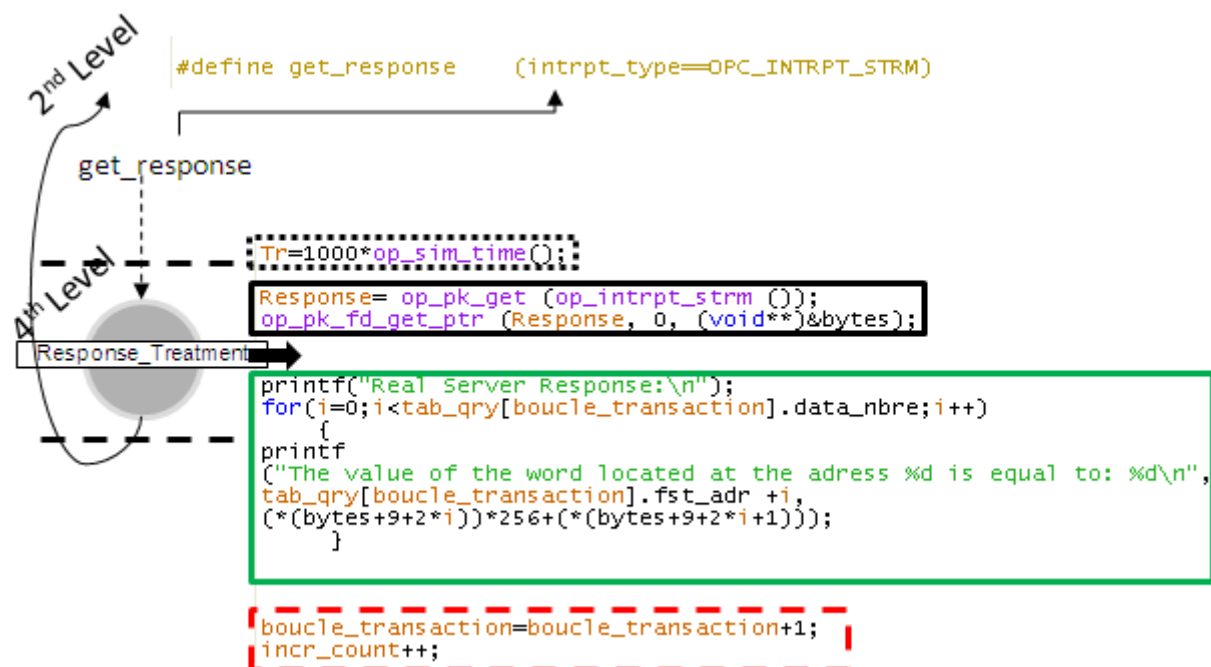 2nd Level
#define get_response (intrpt_type==OPC_INTRPT_STRM)
get_response
Tr=1000*op_sim_time();
4th Level
Response= op_pk_get (op_intrpt_strm ());
op_pk_fd_get_ptr (Response, 0, (void**)&bytes);
Response_Treatment
printf("Real Server Response:\n");
for(i=0;i<tab_qry[boucle_transaction].data_nbre;i++)
{
printf
("The value of the word located at the adress %d is equal to: %d\n",
tab_qry[boucle_transaction].fst_adr +i,
(*(bytes+9+2*i))*256+(*(bytes+9+2*i+1)));
}
boucle_transaction=boucle_transaction+1;
incr_count++;